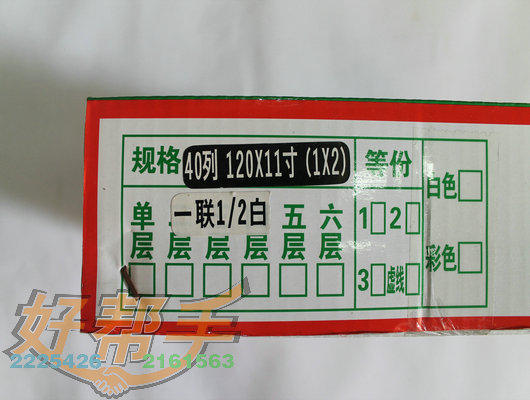 规格 40列 120X11寸 (1X2) 等份 白色
单 一联1/2白 五 六 1 2
层 层 层 层 层 层 彩色
3 虚线
好帮手
2225426 2161563